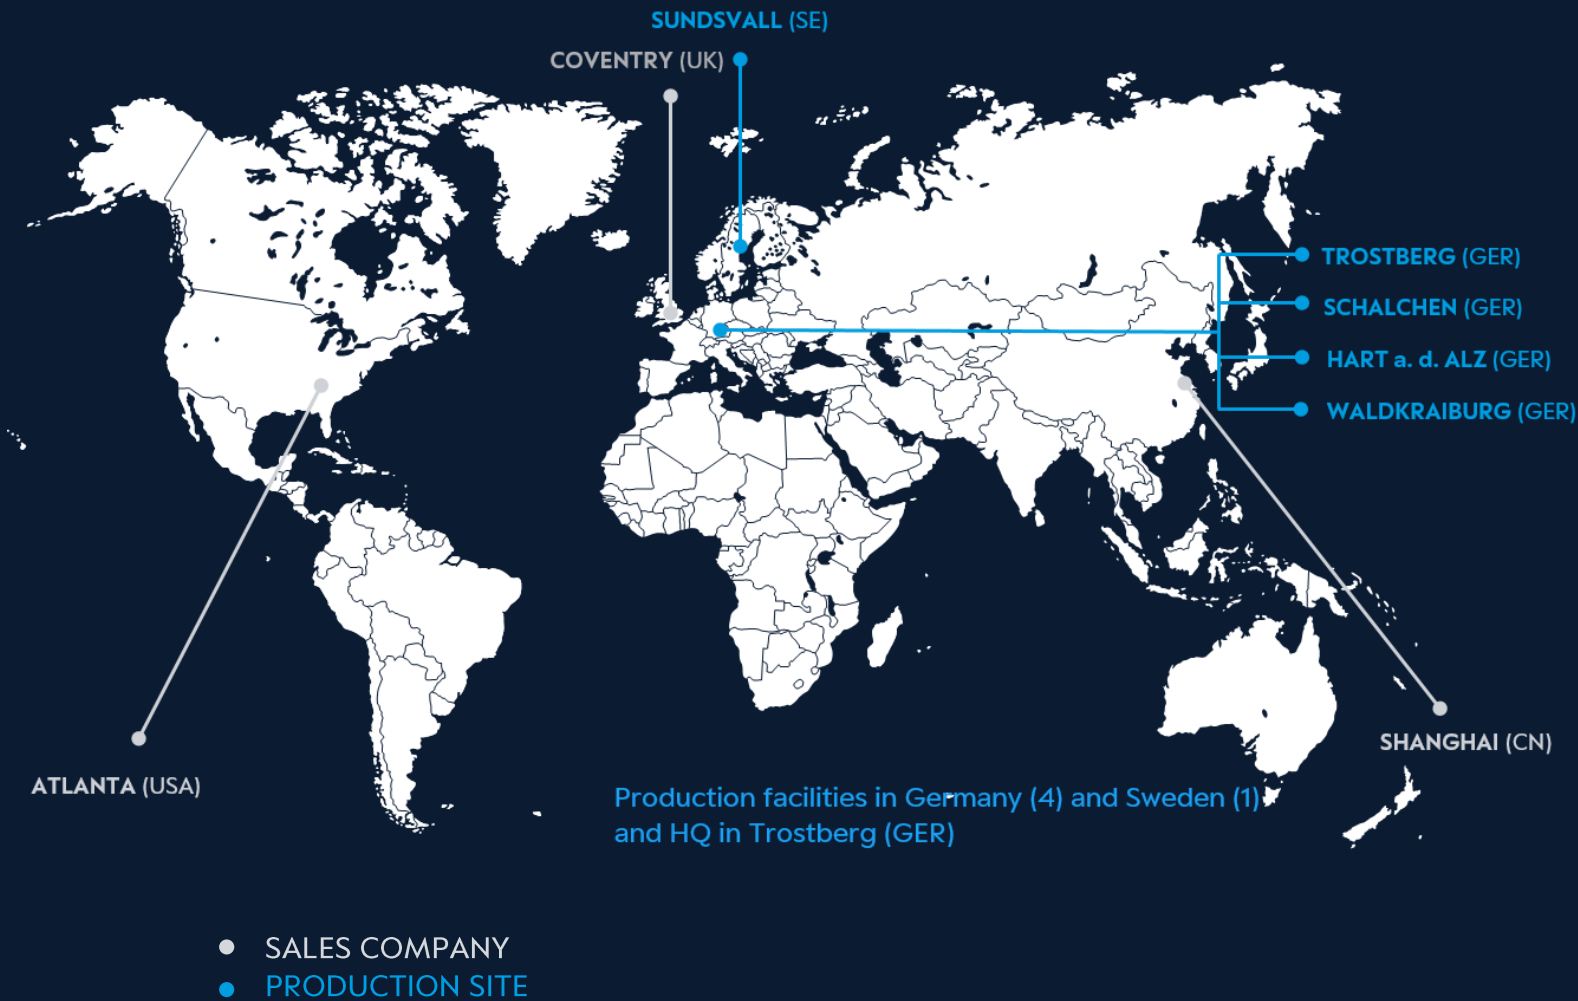 SUNDSVALL (SE)
COVENTRY (UK)
TROSTBERG (GER)
SCHALCHEN (GER)
HART a. d. ALZ (GER)
WALDKRAIBURG (GER)
SHANGHAI (CN)
ATLANTA (USA)
Production facilities in Germany (4) and Sweden (1)
and HQ in Trostberg (GER)
SALES COMPANY
PRODUCTION SITE